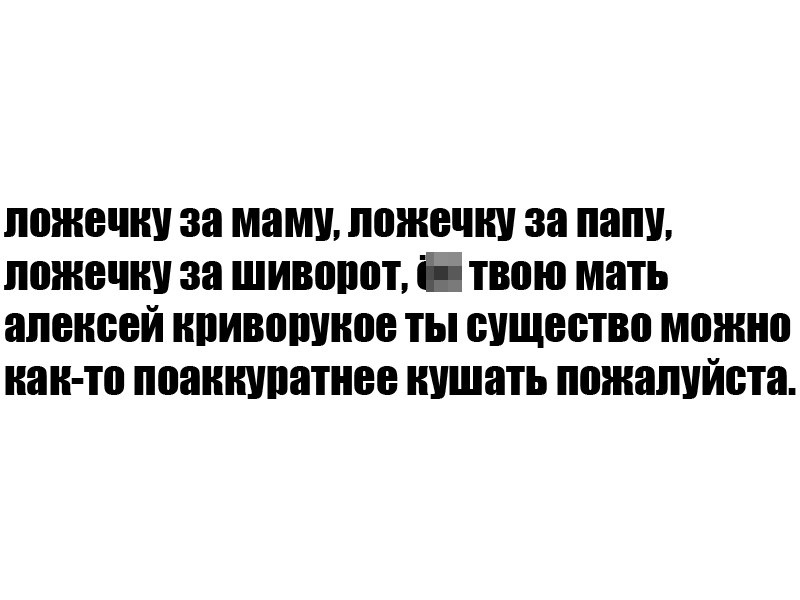 ложечку за маму, ложечку за папу,
ложечку за шиворот, твою мать
алексей криворукое ты существо можно
как-то поаккуратнее кушать пожалуйста.